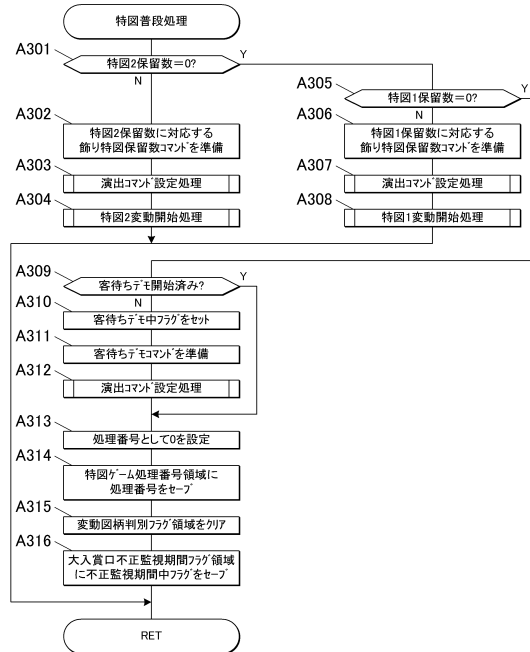 特図普段処理
A301
特図2保留数=0?
Y
N
A302
特図2保留数に対応する
飾り特図保留数コマンドを準備
A303
演出コマンド設定処理
A304
特図2変動開始処理
A305
特図1保留数=0?
Y
N
A306
特図1保留数に対応する
飾り特図保留数コマンドを準備
A307
演出コマンド設定処理
A308
特図1変動開始処理
A309
客待ちデモ開始済み?
Y
N
A310
客待ちデモ中フラグをセット
A311
客待ちデモコマンドを準備
A312
演出コマンド設定処理
A313
処理番号として0を設定
A314
特図ゲーム処理番号領域に
処理番号をセーブ
A315
変動図柄判別フラグ領域をクリア
A316
大入賞口不正監視期間フラグ領域
に不正監視期間中フラグをセーブ
RET